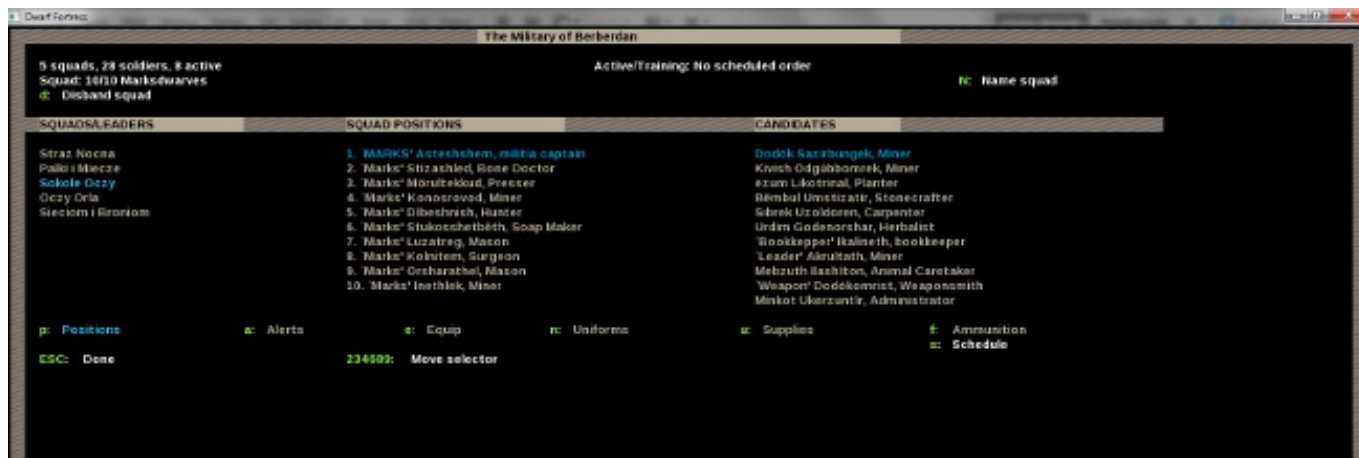 Dwarf Fortress
The Military of Berberdan
5 squads, 28 soldiers, 8 active
Active/Training: No scheduled order
Squad: 10/10 Marksdwarves
N: Name squad
d: Disband squad
SQUADS/LEADERS
SQUAD POSITIONS
CANDIDATES
Straz Nocna
Palki i Miecze
Sokole Oczy
Oczy Orla
Sieciom i Broniom
1. 'MARKS' Asteshshem, militia captain
2. 'Marks' Stizashled, Bone Doctor
3. 'Marks' Mörultekkud, Presser
4. 'Marks' Konosrovod, Miner
5. 'Marks' Dibeshnish, Hunter
6. 'Marks' Stukosshetbêth, Soap Maker
7. 'Marks' Luzatreg, Mason
8. 'Marks' Kolnitem, Surgeon
9. 'Marks' Orsharathel, Mason
10. 'Marks' Inethlek, Miner
Dodók Sazirbungek, Miner
Kivish Odgúbbomrek, Miner
èzum Likotrinal, Planter
Bëmbul Umstizatir, Stonecrafter
Sibrek Uzoldoren, Carpenter
Urdim Godenorshar, Herbalist
'Bookkepper' Ikalineth, bookkeeper
'Leader' Akrultath, Miner
Mebzuth Ilashiton, Animal Caretaker
'Weapon' Dodókomrist, Weaponsmith
Minkot Ukerzuntîr, Administrator
p: Positions
a: Alerts
e: Equip
n: Uniforms
u: Supplies
f: Ammunition
s: Schedule
ESC: Done
Move selector